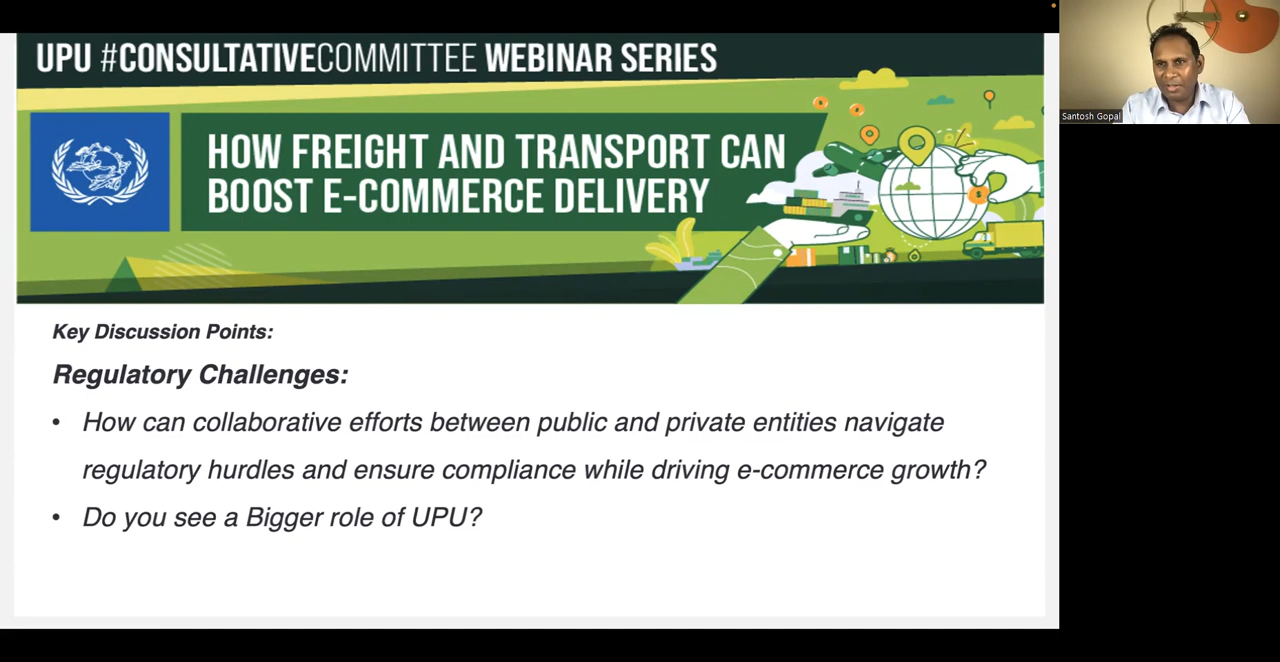 UPU #CONSULTATIVECOMMITTEE WEBINAR SERIES
HOW FREIGHT AND TRANSPORT CAN
BOOST E-COMMERCE DELIVERY
Santosh Gopal
Key Discussion Points:
Regulatory Challenges:
• How can collaborative efforts between public and private entities navigate
regulatory hurdles and ensure compliance while driving e-commerce growth?
• Do you see a Bigger role of UPU?